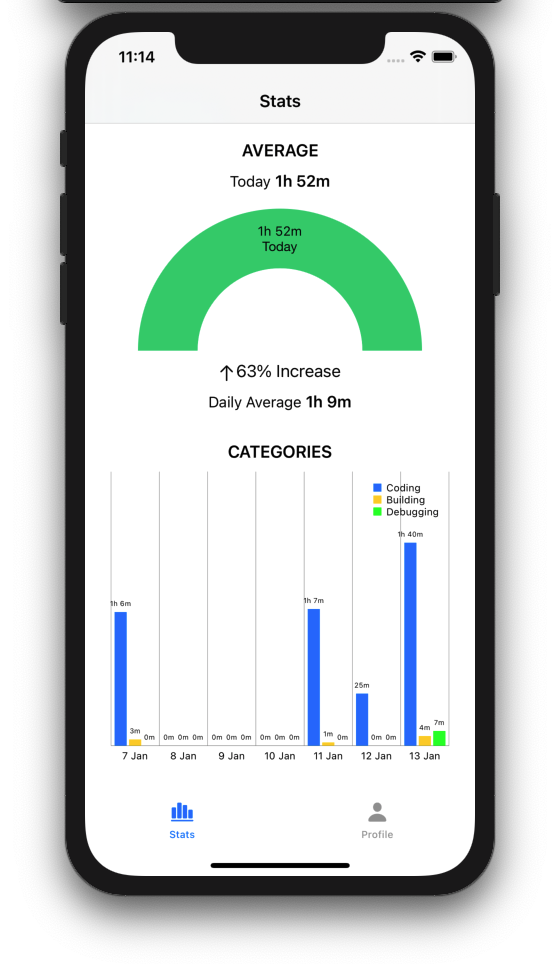 11:14
Stats
AVERAGE
Today 1h 52m
1h 52m
Today
↑63% Increase
Daily Average 1h 9m
CATEGORIES
Coding
Building
Debugging
1h 6m 3m 0m 0m 0m 0m 0m 0m 0m 0m 0m 0m 1h 7m 1m 0m 25m 0m 0m 1h 40m 4m 7m
7 Jan 8 Jan 9 Jan 10 Jan 11 Jan 12 Jan 13 Jan
Stats Profile